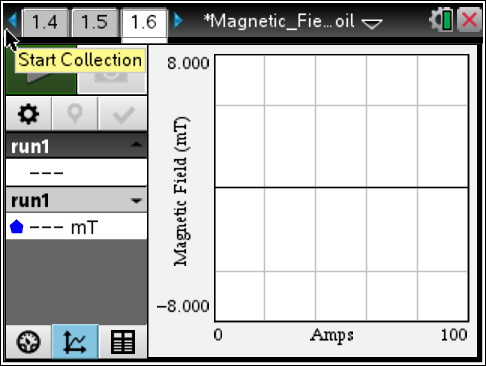 1.4 1.5 1.6 *Magnetic_Fie…oil
Start Collection
run1
---
run1
--- mT
8.000
Magnetic Field (mT)
-8.000
0 Amps 100